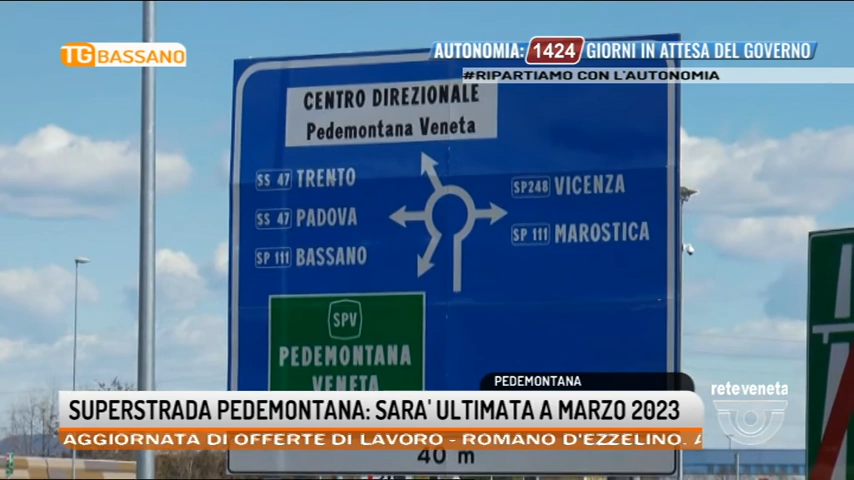 TG BASSANO
AUTONOMIA: 1424 GIORNI IN ATTESA DEL GOVERNO
#RIPARTIAMO CON L'AUTONOMIA
CENTRO DIREZIONALE
Pedemontana Veneta
SS 47 TRENTO
SS 47 PADOVA
SP 111 BASSANO
SP248 VICENZA
SP 111 MAROSTICA
SPV
PEDEMONTANA
VENETA
PEDEMONTANA
reteveneta
SUPERSTRADA PEDEMONTANA: SARA' ULTIMATA A MARZO 2023
AGGIORNATA DI OFFERTE DI LAVORO - ROMANO D'EZZELINO. A
40 m